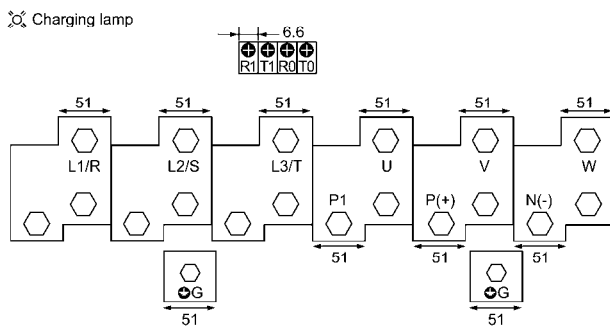 Charging lamp
6.6
R1 T1 R0 T0
51 51 51 51 51 51
L1/R L2/S L3/T U V W
P1 P(+) N(-)
51 51 51
G G
51 51